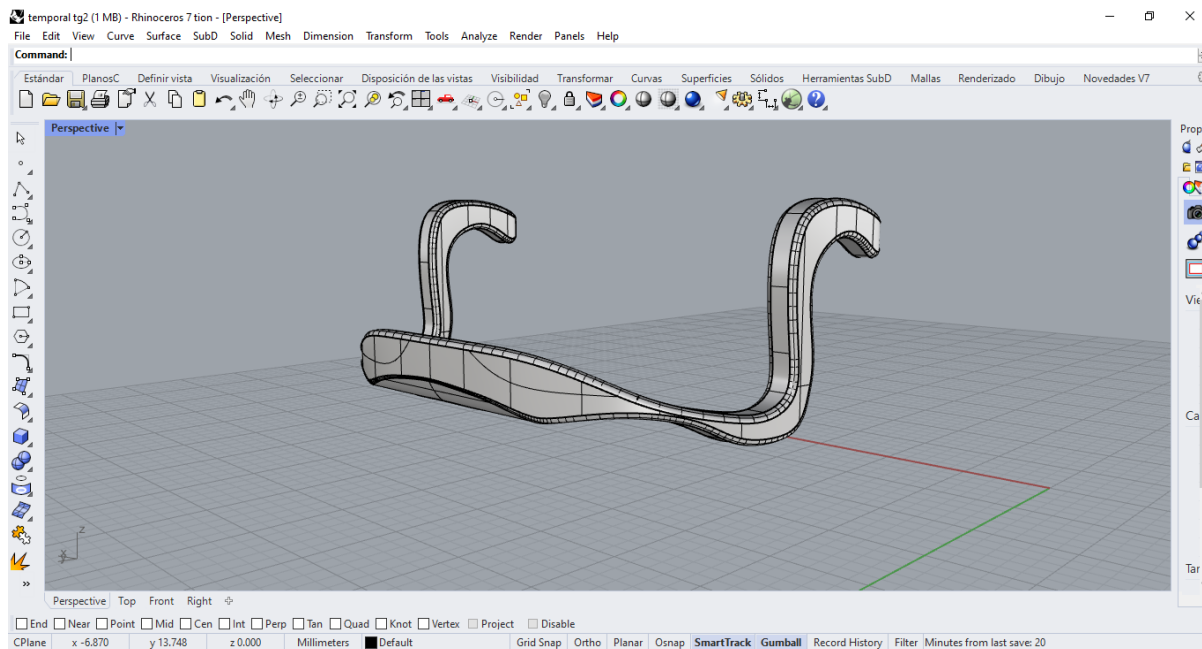 temporal tg2 (1 MB) - Rhinoceros 7 tion - [Perspective]
File Edit View Curve Surface SubD Solid Mesh Dimension Transform Tools Analyze Render Panels Help
Command:
Estándar PlanosC Definir vista Visualización Seleccionar Disposición de las vistas Visibilidad Transformar Curvas Superficies Sólidos Herramientas SubD Mallas Renderizado Dibujo Novedades V7
Perspective
Prop
Vie
Ca
Tar
z
x
Perspective Top Front Right
End Near Point Mid Cen Int Perp Tan Quad Knot Vertex Project Disable
CPlane x -6.870 y 13.748 z 0.000 Millimeters Default Grid Snap Ortho Planar Osnap SmartTrack Gumball Record History Filter Minutes from last save: 20